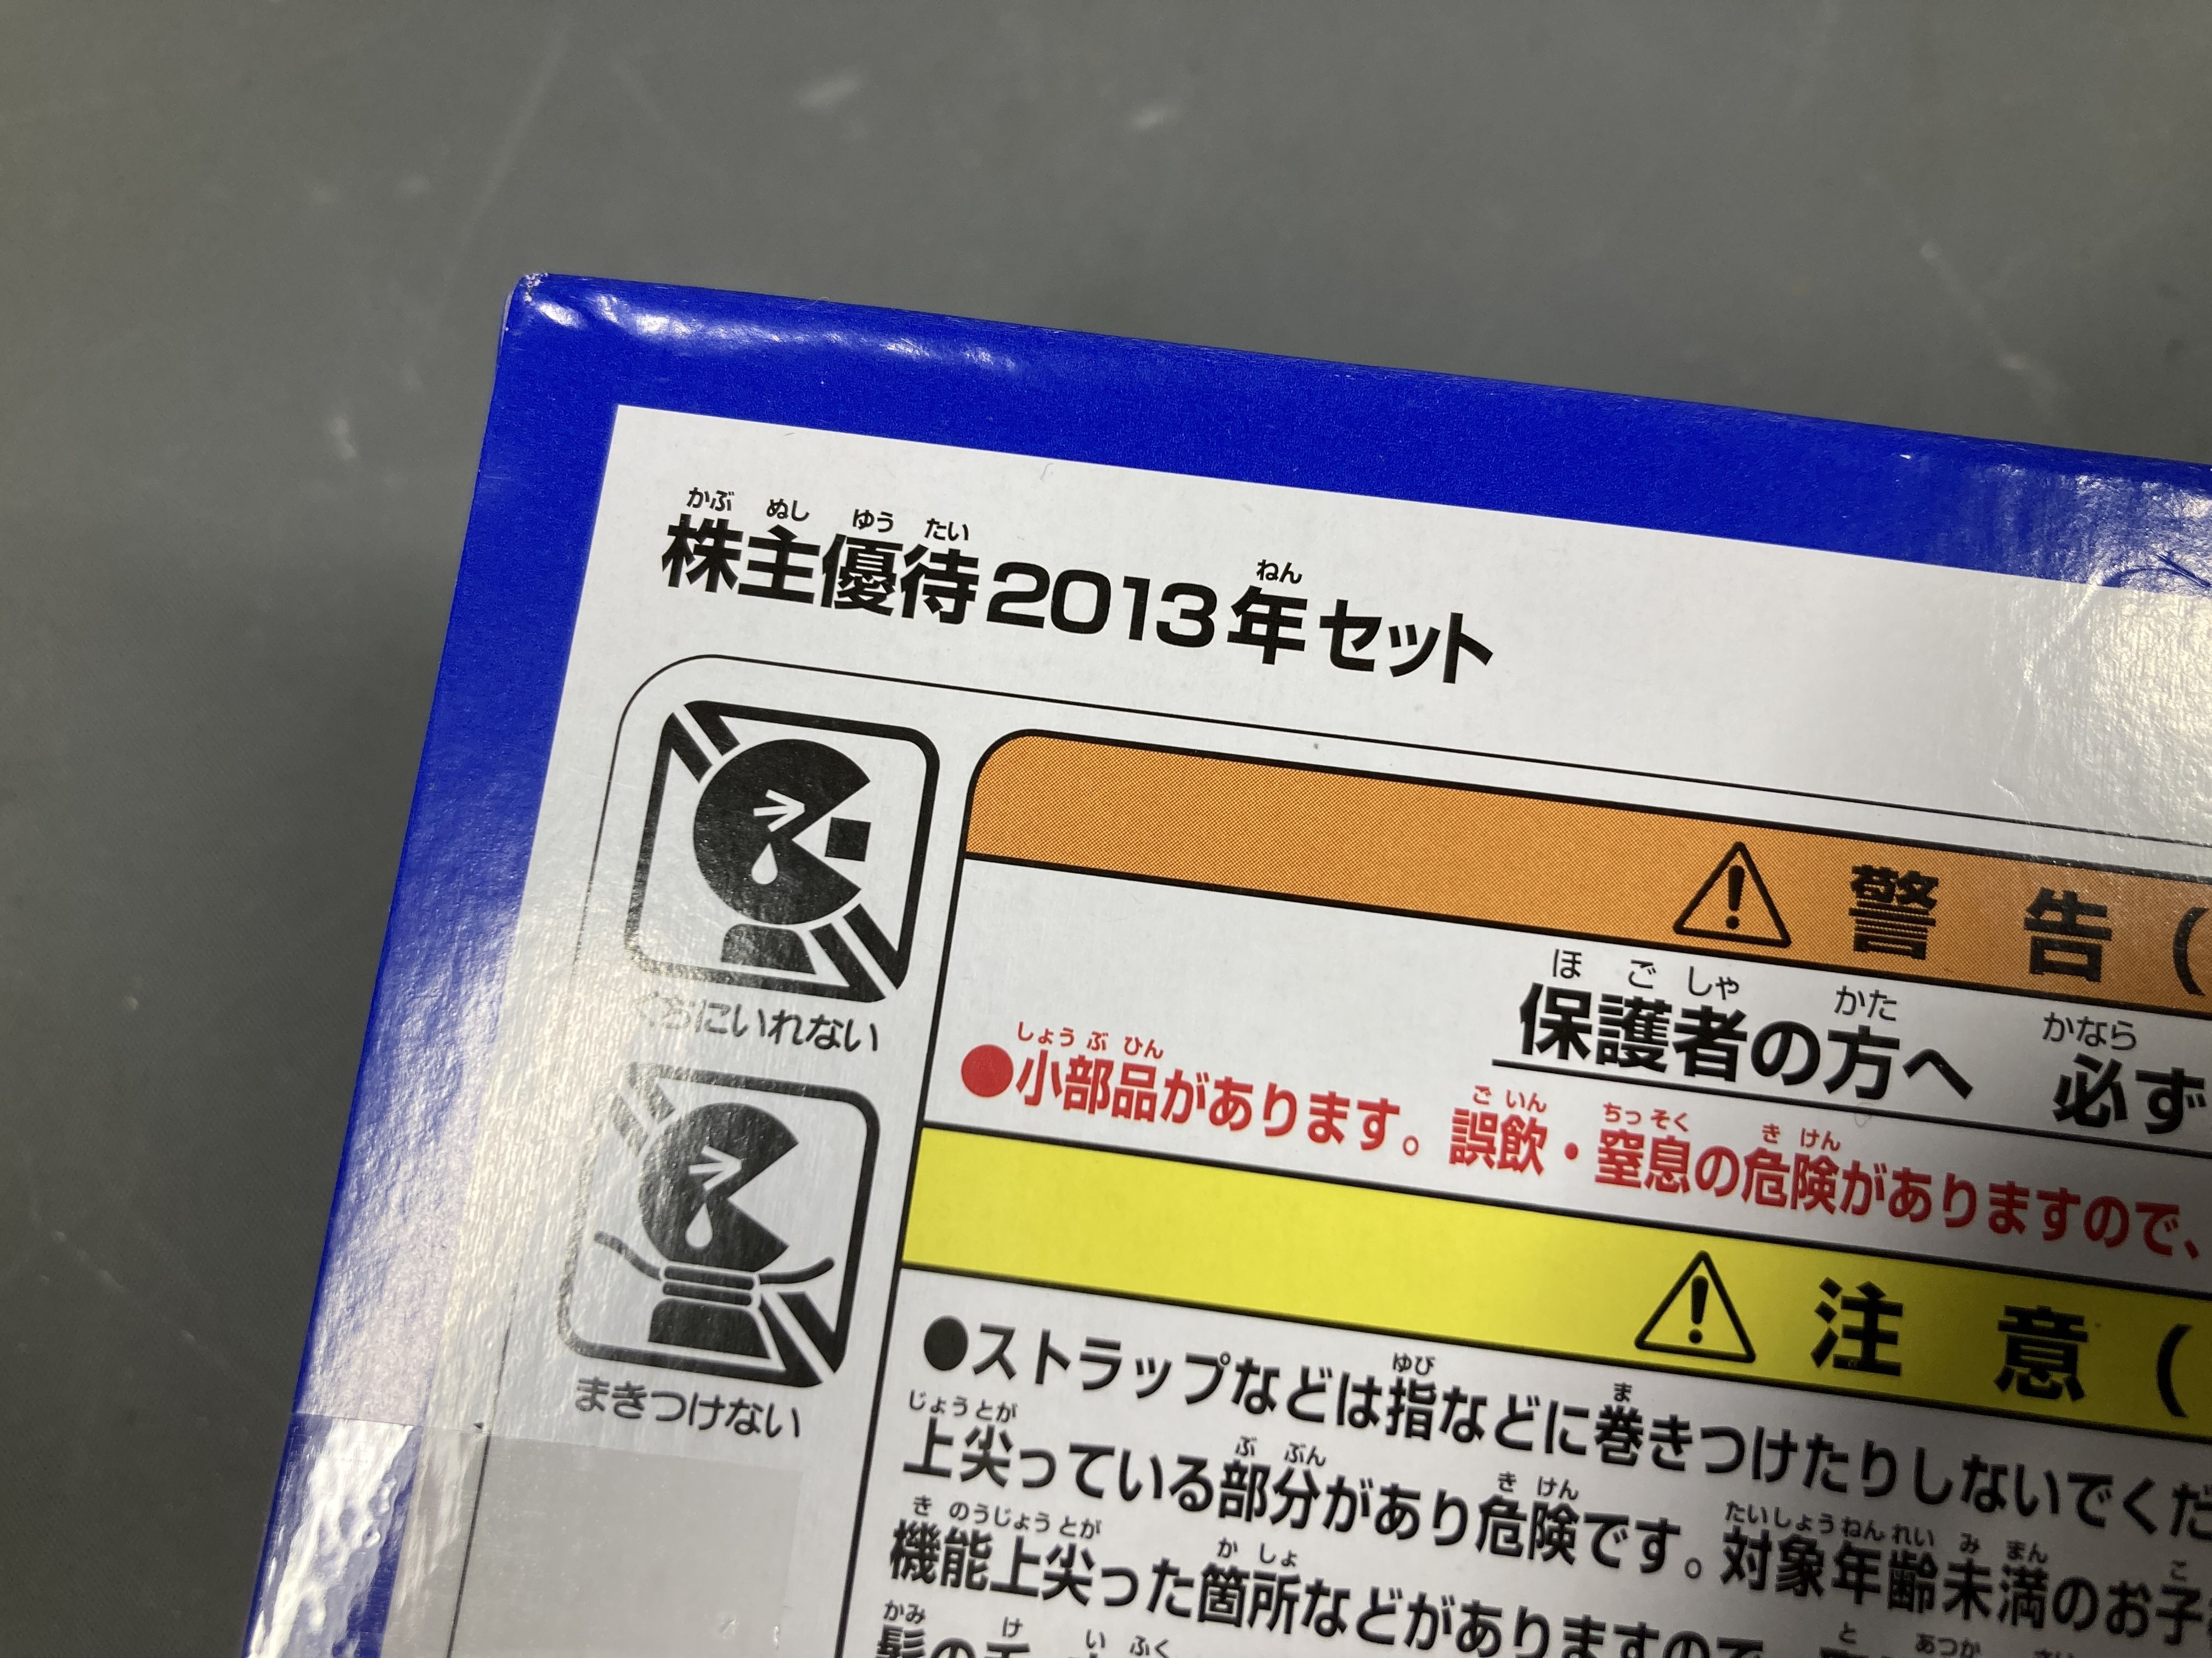 株主優待2013年セット
くちにいれない
まきつけない
警告(
保護者の方へ 必ず
●小部品があります。誤飲・窒息の危険がありますので、
注意(
●ストラップなどは指などに巻きつけたりしないでくだ
上尖っている部分があり危険です。対象年齢未満のお子
機能上尖った箇所などがありますので、
髪の毛